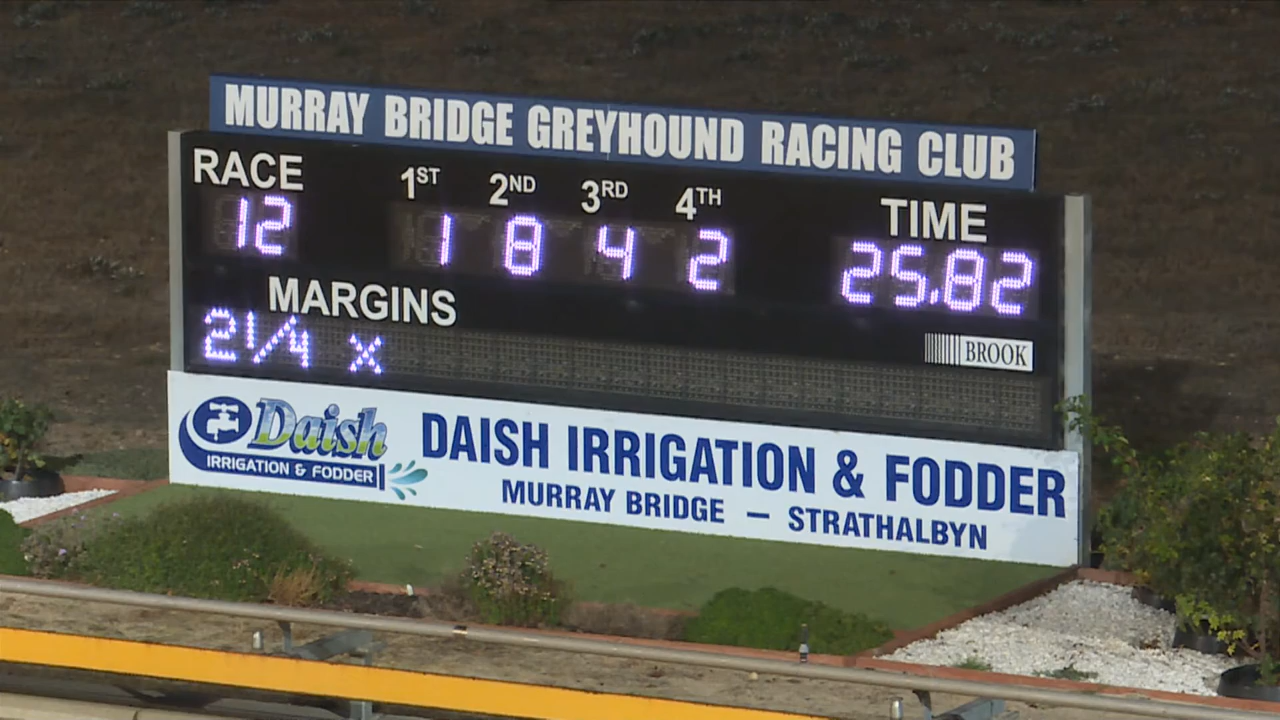 MURRAY BRIDGE GREYHOUND RACING CLUB
RACE 1ST 2ND 3RD 4TH TIME
12 1 8 4 2 25.82
MARGINS
2 1/4 x
BROOK
Daish
IRRIGATION & FODDER
DAISH IRRIGATION & FODDER
MURRAY BRIDGE – STRATHALBYN